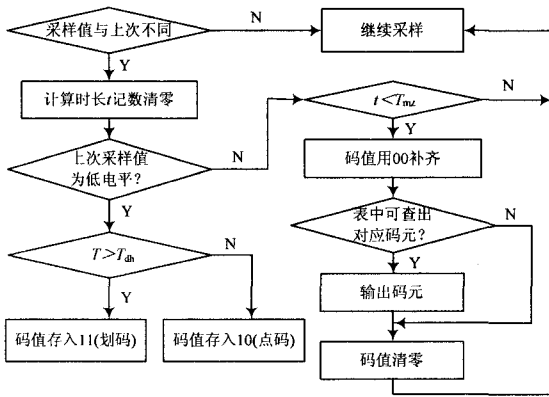 采样值与上次不同
N
继续采样
Y
计算时长t记数清零
t<Tmz
N
上次采样值
为低电平?
N
Y
码值用00补齐
Y
表中可查出
对应码元?
N
T>Tdh
N
Y
输出码元
Y
码值存入11(划码)
码值存入10(点码)
码值清零